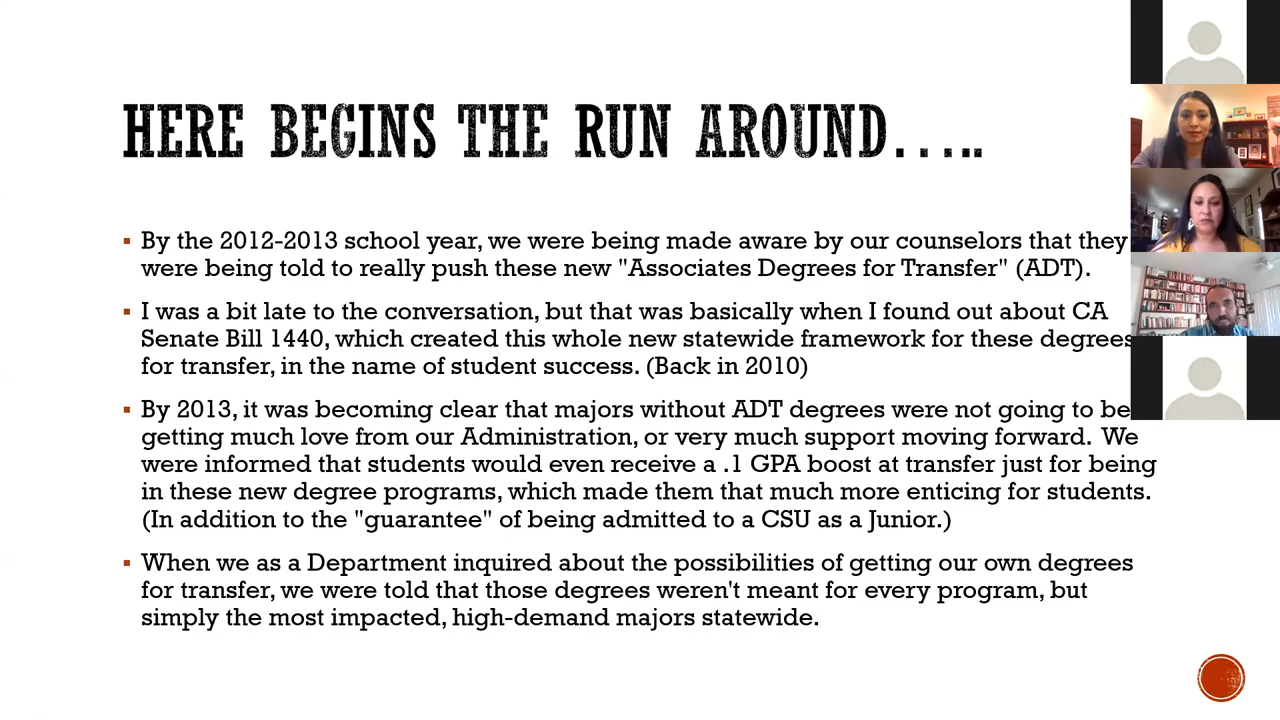 HERE BEGINS THE RUN AROUND.....
▪ By the 2012-2013 school year, we were being made aware by our counselors that they
were being told to really push these new "Associates Degrees for Transfer" (ADT).
▪ I was a bit late to the conversation, but that was basically when I found out about CA
Senate Bill 1440, which created this whole new statewide framework for these degrees
for transfer, in the name of student success. (Back in 2010)
▪ By 2013, it was becoming clear that majors without ADT degrees were not going to be
getting much love from our Administration, or very much support moving forward. We
were informed that students would even receive a .1 GPA boost at transfer just for being
in these new degree programs, which made them that much more enticing for students.
(In addition to the "guarantee" of being admitted to a CSU as a Junior.)
▪ When we as a Department inquired about the possibilities of getting our own degrees
for transfer, we were told that those degrees weren't meant for every program, but
simply the most impacted, high-demand majors statewide.